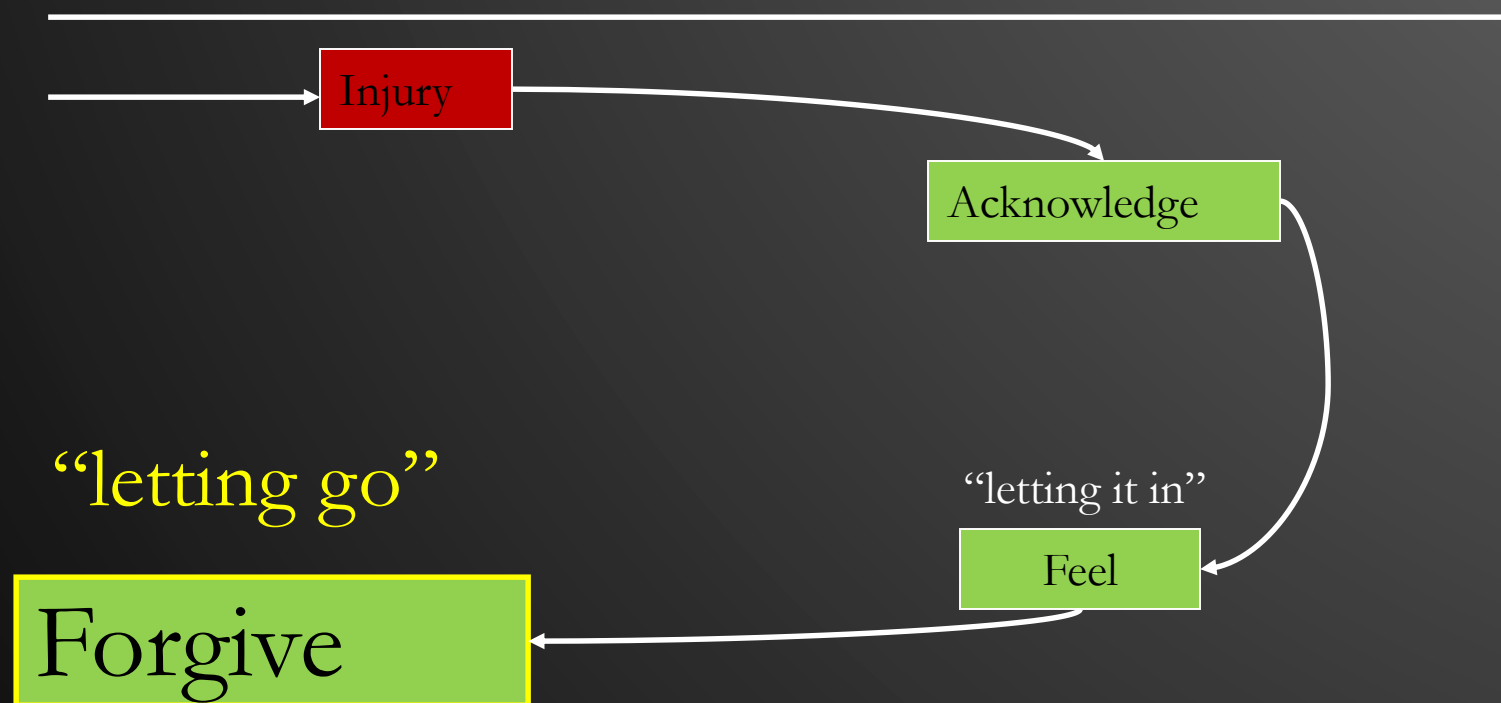 Injury
Acknowledge
“letting go”
“letting it in”
Feel
Forgive